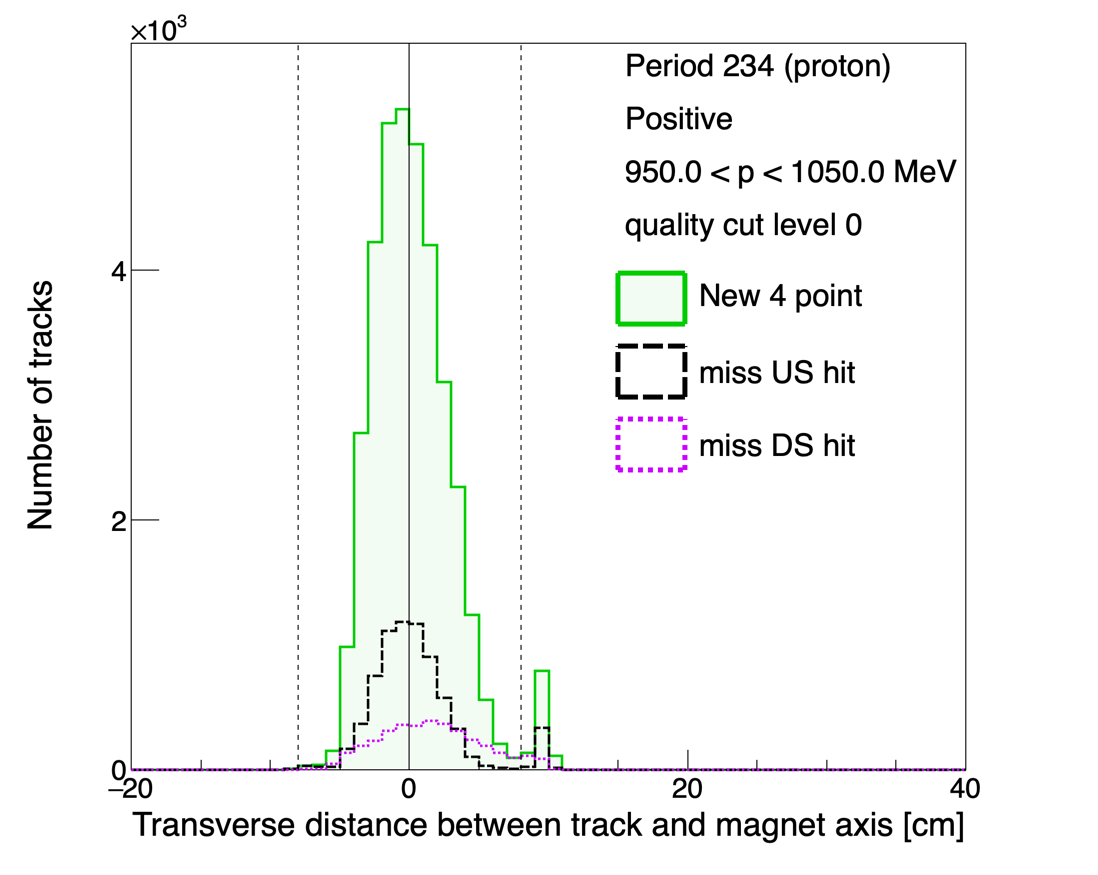 ×10³
Period 234 (proton)
Positive
950.0 < p < 1050.0 MeV
quality cut level 0
New 4 point
miss US hit
miss DS hit
Number of tracks
4
2
0
−20 0 20 40
Transverse distance between track and magnet axis [cm]